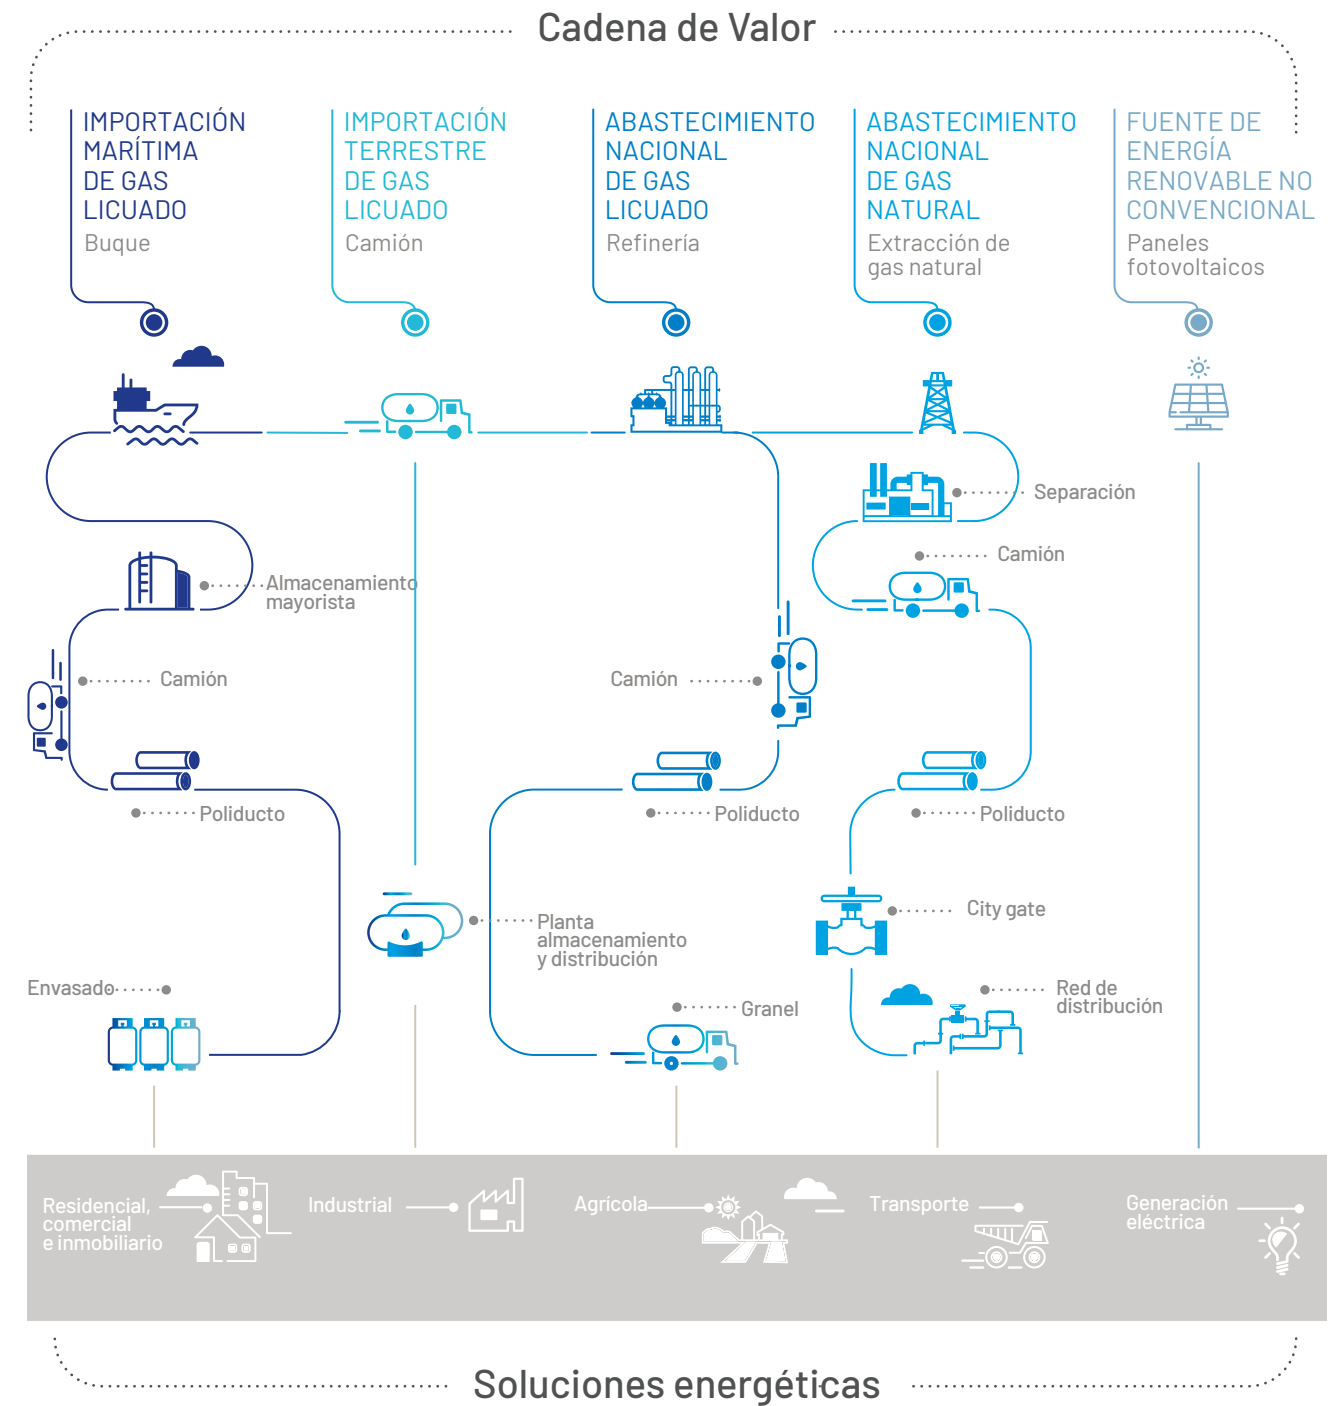 Cadena de Valor
IMPORTACIÓN
MARÍTIMA
DE GAS
LICUADO
Buque
IMPORTACIÓN
TERRESTRE
DE GAS
LICUADO
Camión
ABASTECIMIENTO
NACIONAL
DE GAS
LICUADO
Refinería
ABASTECIMIENTO
NACIONAL
DE GAS
NATURAL
Extracción de
gas natural
FUENTE DE
ENERGÍA
RENOVABLE NO
CONVENCIONAL
Paneles
fotovoltaicos
Separación
Camión
Almacenamiento
mayorista
Camión
Camión
Poliducto
Poliducto
Poliducto
City gate
Planta
almacenamiento
y distribución
Envasado
Granel
Red de
distribución
Residencial,
comercial
e inmobiliario
Industrial
Agrícola
Transporte
Generación
eléctrica
Soluciones energéticas